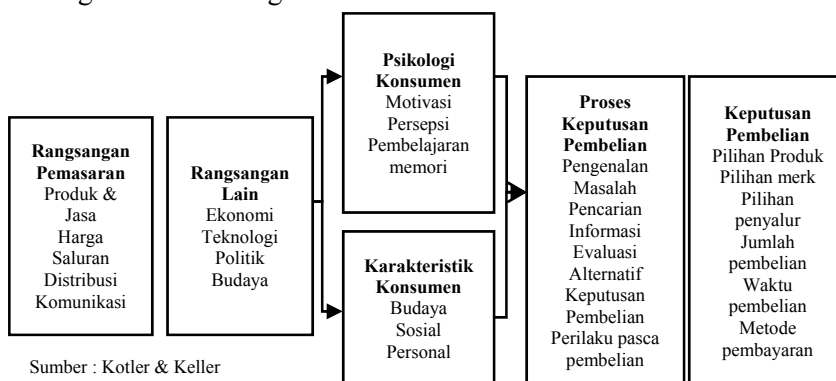 Rangsangan
Pemasaran
Produk &
Jasa
Harga
Saluran
Distribusi
Komunikasi
Rangsangan
Lain
Ekonomi
Teknologi
Politik
Budaya
Psikologi
Konsumen
Motivasi
Persepsi
Pembelajaran
memori
Karakteristik
Konsumen
Budaya
Sosial
Personal
Proses
Keputusan
Pembelian
Pengenalan
Masalah
Pencarian
Informasi
Evaluasi
Alternatif
Keputusan
Pembelian
Perilaku pasca
pembelian
Keputusan
Pembelian
Pilihan Produk
Pilihan merk
Pilihan
penyalur
Jumlah
pembelian
Waktu
pembelian
Metode
pembayaran
Sumber : Kotler & Keller